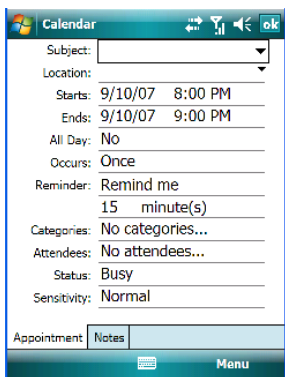 Calendar ok
Subject:
Location:
Starts: 9/10/07 8:00 PM
Ends: 9/10/07 9:00 PM
All Day: No
Occurs: Once
Reminder: Remind me
15 minute(s)
Categories: No categories...
Attendees: No attendees...
Status: Busy
Sensitivity: Normal
Appointment Notes
Menu